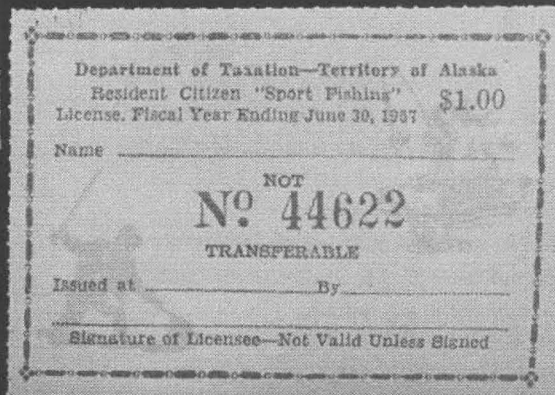 Department of Taxation—Territory of Alaska
Resident Citizen "Sport Fishing" $1.00
License. Fiscal Year Ending June 30, 1957
Name
NOT
Nº 44622
TRANSFERABLE
Issued at By
Signature of Licensee—Not Valid Unless Signed